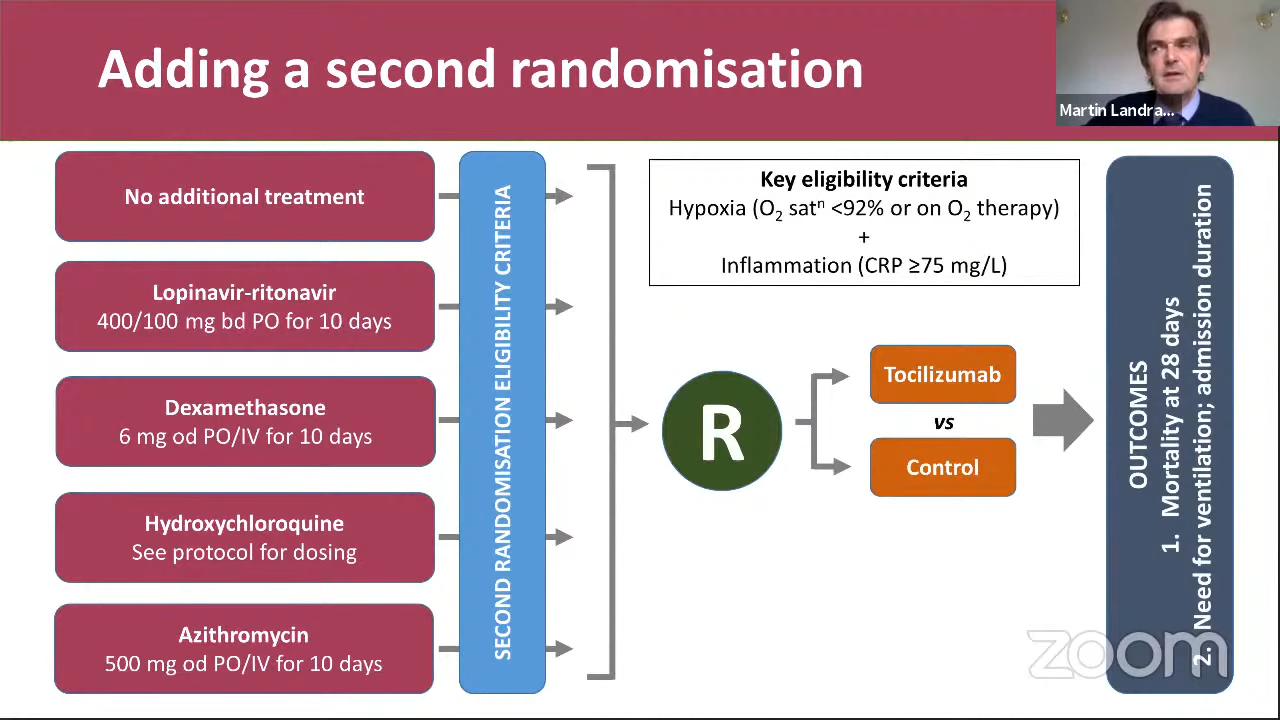 Adding a second randomisation
Martin Landra...
No additional treatment
Lopinavir-ritonavir
400/100 mg bd PO for 10 days
Dexamethasone
6 mg od PO/IV for 10 days
Hydroxychloroquine
See protocol for dosing
Azithromycin
500 mg od PO/IV for 10 days
SECOND RANDOMISATION ELIGIBILITY CRITERIA
Key eligibility criteria
Hypoxia (O₂ satⁿ <92% or on O₂ therapy)
+
Inflammation (CRP ≥75 mg/L)
R
Tocilizumab
vs
Control
OUTCOMES
1. Mortality at 28 days
2. Need for ventilation; admission duration
zoom